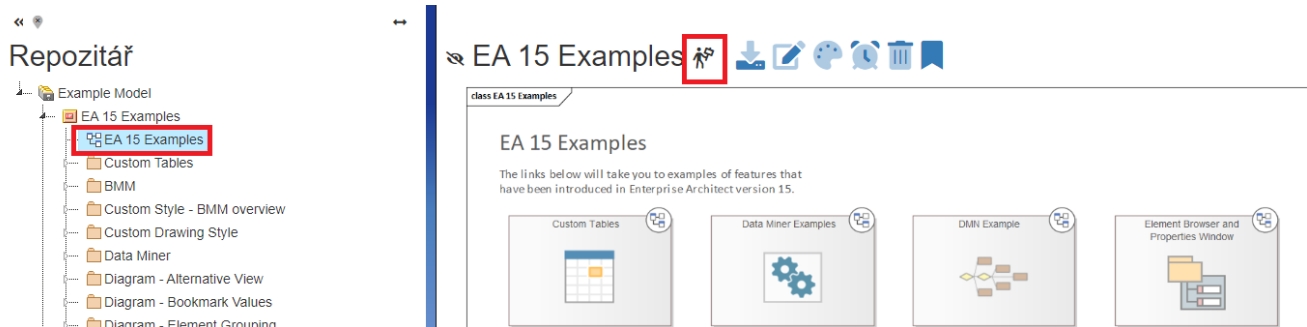 Repozitář
Example Model
EA 15 Examples
EA 15 Examples
Custom Tables
BMM
Custom Style - BMM overview
Custom Drawing Style
Data Miner
Diagram - Alternative View
Diagram - Bookmark Values
Diagram - Element Grouping
EA 15 Examples
class EA 15 Examples
EA 15 Examples
The links below will take you to examples of features that
have been introduced in Enterprise Architect version 15.
Custom Tables
Data Miner Examples
DMN Example
Element Browser and
Properties Window